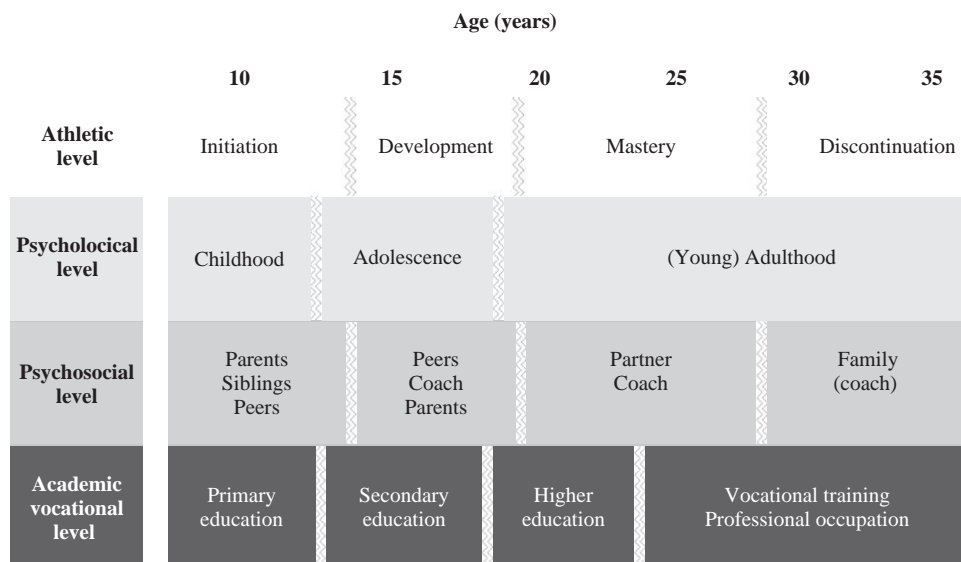 Age (years)
10 15 20 25 30 35
Athletic
level
Initiation
Development
Mastery
Discontinuation
Psycholocical
level
Childhood
Adolescence
(Young) Adulthood
Psychosocial
level
Parents
Siblings
Peers
Peers
Coach
Parents
Partner
Coach
Family
(coach)
Academic
vocational
level
Primary
education
Secondary
education
Higher
education
Vocational training
Professional occupation